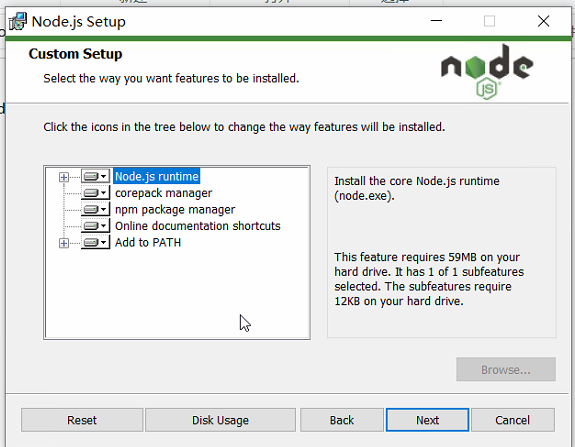 Node.js Setup
Custom Setup
Select the way you want features to be installed.
node
JS
Click the icons in the tree below to change the way features will be installed.
Node.js runtime
corepack manager
npm package manager
Online documentation shortcuts
Add to PATH
Install the core Node.js runtime
(node.exe).
This feature requires 59MB on your
hard drive. It has 1 of 1 subfeatures
selected. The subfeatures require
12KB on your hard drive.
Browse...
Reset
Disk Usage
Back
Next
Cancel